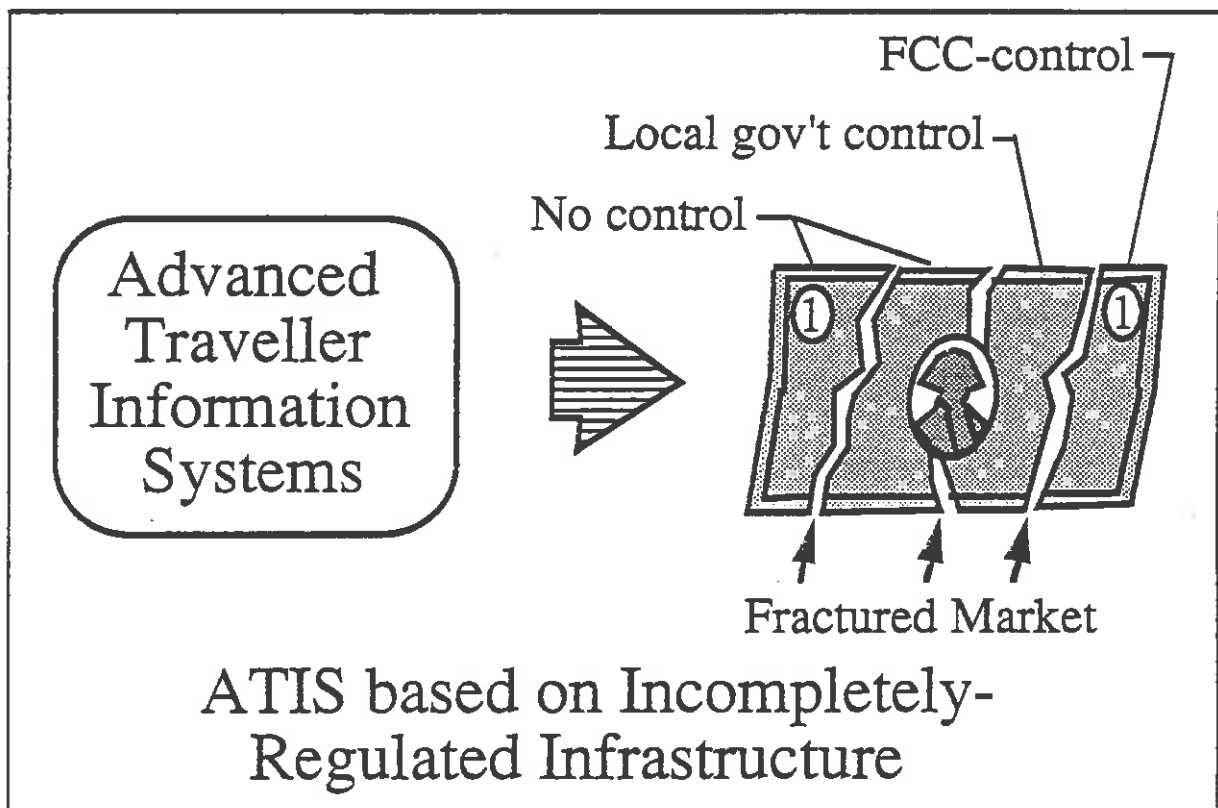 FCC-control
Local gov't control
No control
Advanced
Traveller
Information
Systems
1
1
Fractured Market
ATIS based on Incompletely-
Regulated Infrastructure